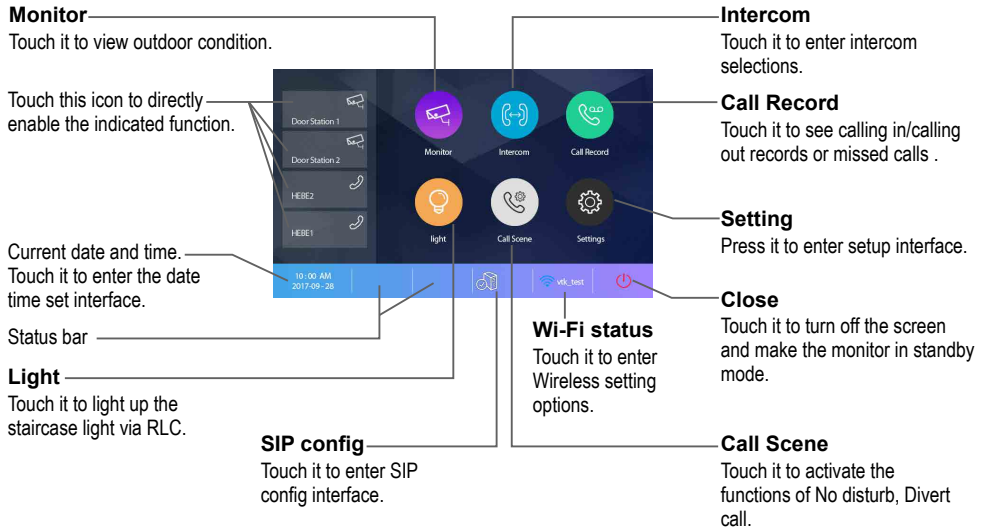 Monitor
Touch it to view outdoor condition.
Touch this icon to directly
enable the indicated function.
Current date and time.
Touch it to enter the date
time set interface.
Status bar
Light
Touch it to light up the
staircase light via RLC.
Door Station 1
Door Station 2
HEBE2
HEBE1
Monitor
Intercom
Call Record
light
Call Scene
Settings
10:00 AM
2017-09-28
vtk_test
SIP config
Touch it to enter SIP
config interface.
Wi-Fi status
Touch it to enter
Wireless setting
options.
Intercom
Touch it to enter intercom
selections.
Call Record
Touch it to see calling in/calling
out records or missed calls .
Setting
Press it to enter setup interface.
Close
Touch it to turn off the screen
and make the monitor in standby
mode.
Call Scene
Touch it to activate the
functions of No disturb, Divert
call.